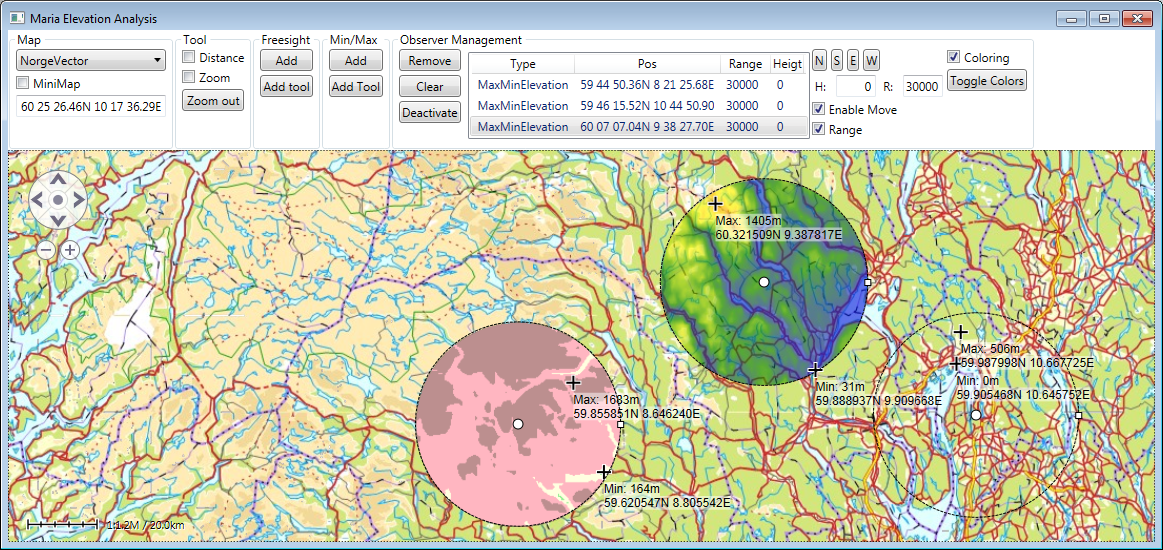 Maria Elevation Analysis
Map
NorgeVector
MiniMap
60 25 26.46N 10 17 36.29E
Tool
Distance
Zoom
Zoom out
Freesight
Add
Add tool
Min/Max
Add
Add Tool
Observer Management
Remove
Clear
Deactivate
Type Pos Range Heigt
MaxMinElevation 59 44 50.36N 8 21 25.68E 30000 0
MaxMinElevation 59 46 15.52N 10 44 50.90 30000 0
MaxMinElevation 60 07 07.04N 9 38 27.70E 30000 0
N S E W
H: 0 R: 30000
Enable Move
Range
Coloring
Toggle Colors
Max: 1405m
60.321509N 9.387817E
Min: 31m
59.888937N 9.909668E
Max: 506m
59.987998N 10.667725E
Min: 0m
59.905468N 10.645752E
Max: 1683m
59.855851N 8.646240E
Min: 164m
59.620547N 8.805542E
1:1.2M / 20.0km